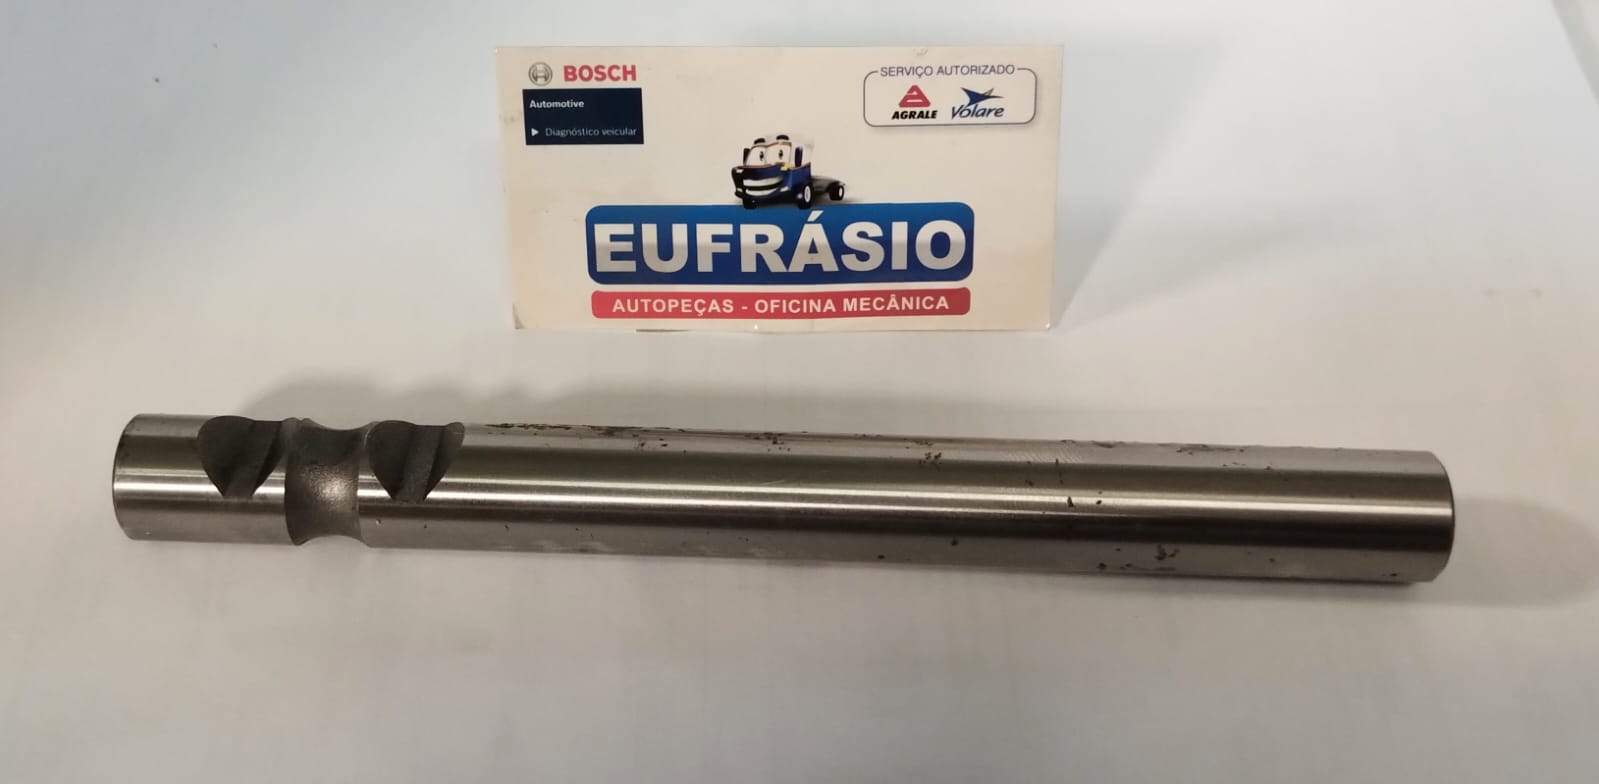 BOSCH
Automotive
Diagnóstico veicular
SERVIÇO AUTORIZADO
AGRALE Volare
EUFRÁSIO
AUTOPEÇAS - OFICINA MECÂNICA